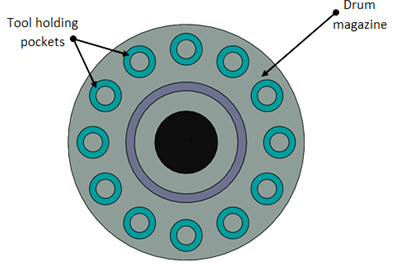 Tool holding
pockets
Drum
magazine